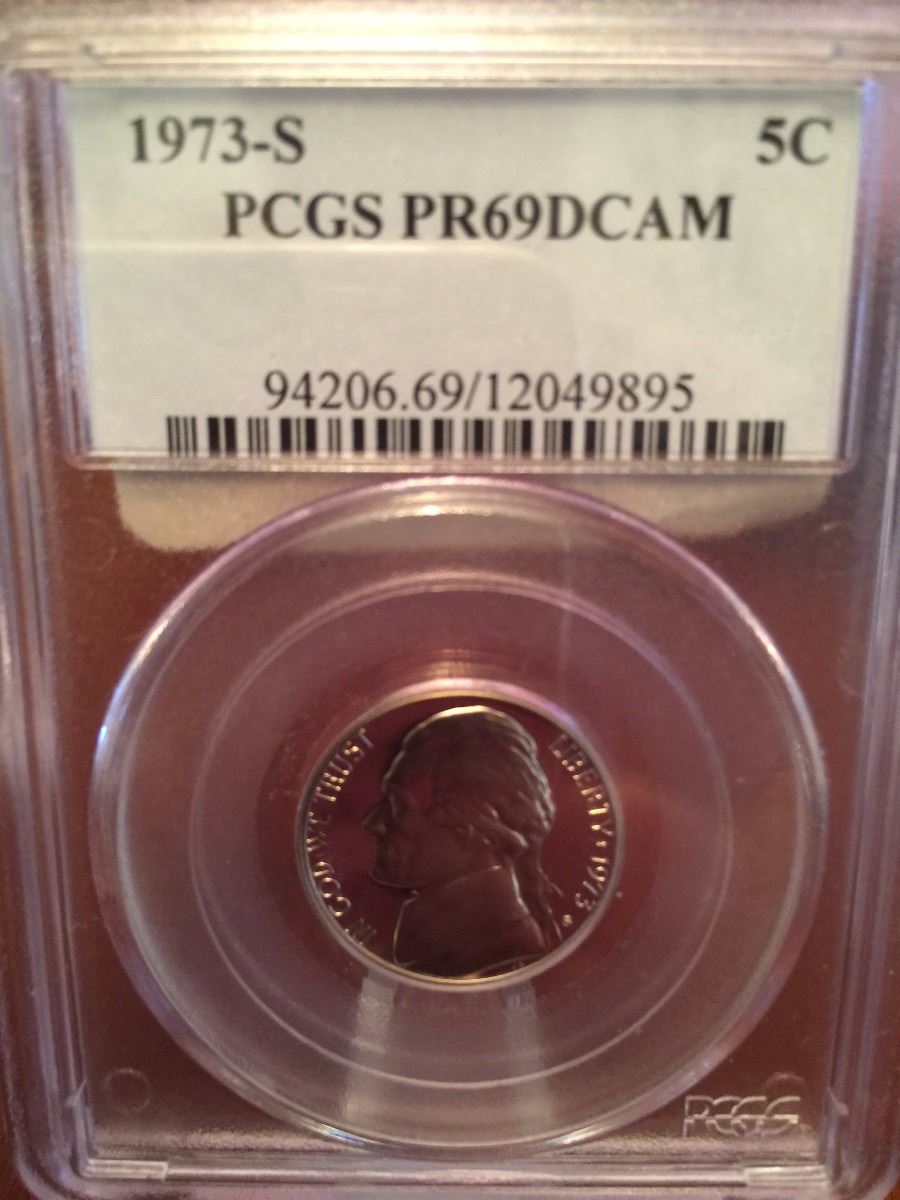 1973-S 5C
PCGS PR69DCAM
94206.69/12049895
IN GOD WE TRUST
LIBERTY 1973
PCGS